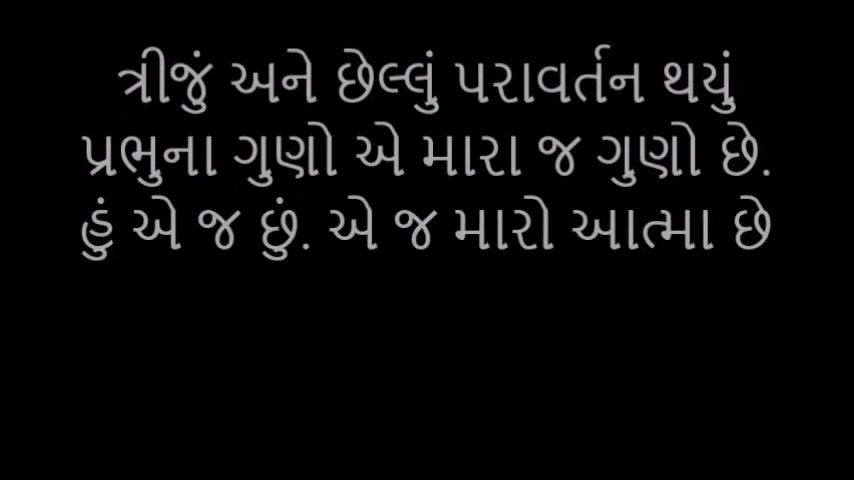 ત્રીજું અને છેલ્લું પરાવર્તન થયું
પ્રભુના ગુણો એ મારા જ ગુણો છે.
હું એ જ છું. એ જ મારો આત્મા છે